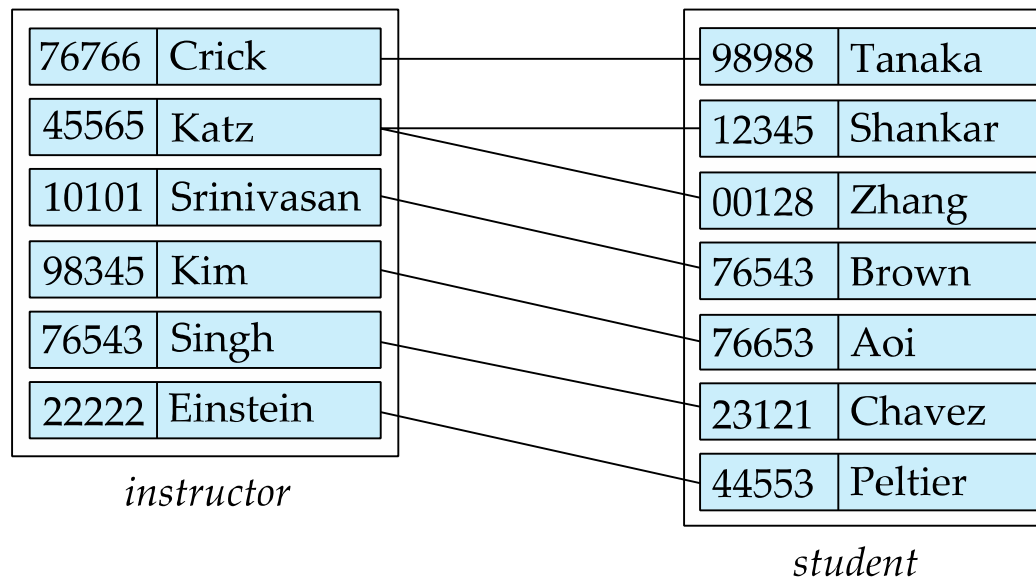 76766 Crick
45565 Katz
10101 Srinivasan
98345 Kim
76543 Singh
22222 Einstein
instructor
98988 Tanaka
12345 Shankar
00128 Zhang
76543 Brown
76653 Aoi
23121 Chavez
44553 Peltier
student